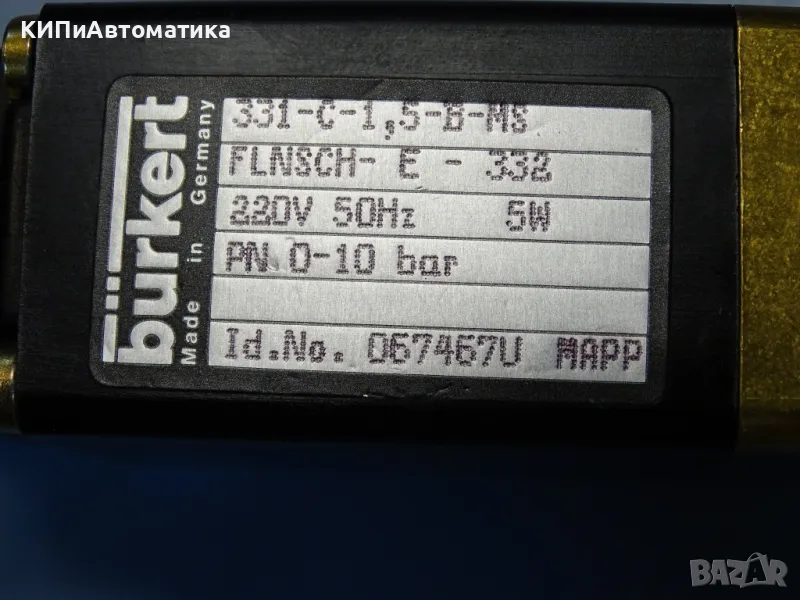 КИПиАвтоматика
bürkert
Made in Germany
331-C-1,5-B-MS
FLNSCH- E - 332
220V 50Hz 5W
PN 0-10 bar
Id.No. 067467U MAPP
BAZAR